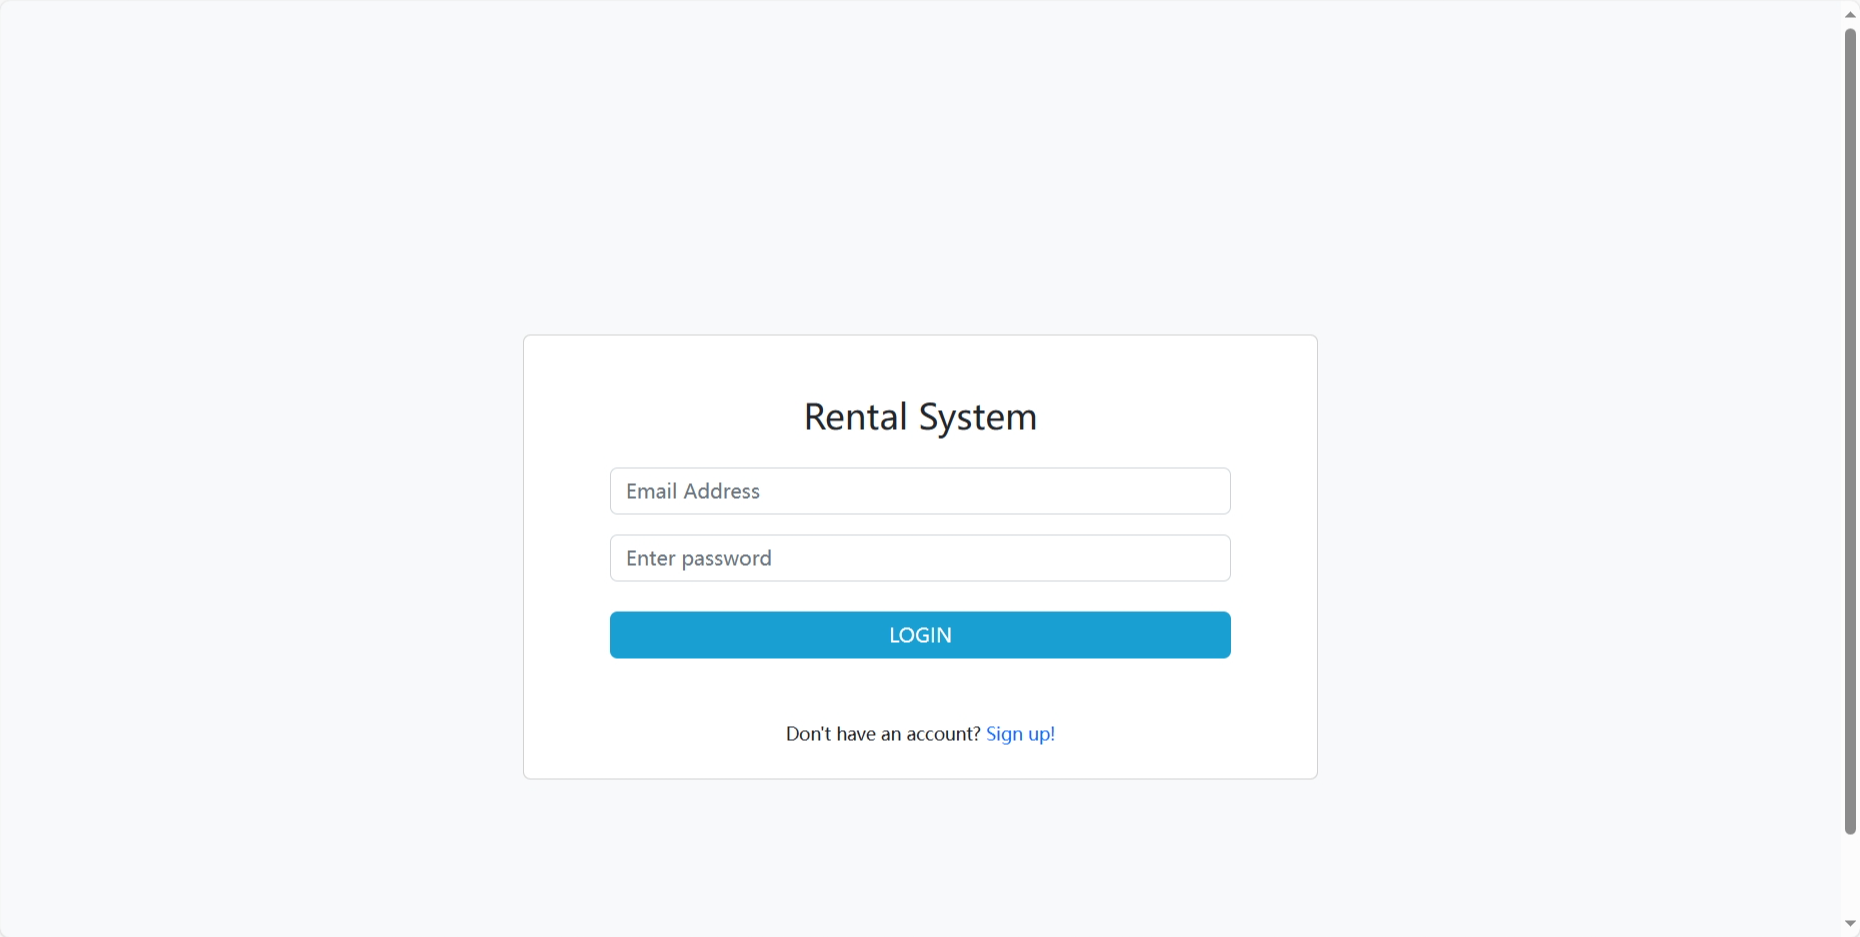 Rental System
Email Address
Enter password
LOGIN
Don't have an account? Sign up!